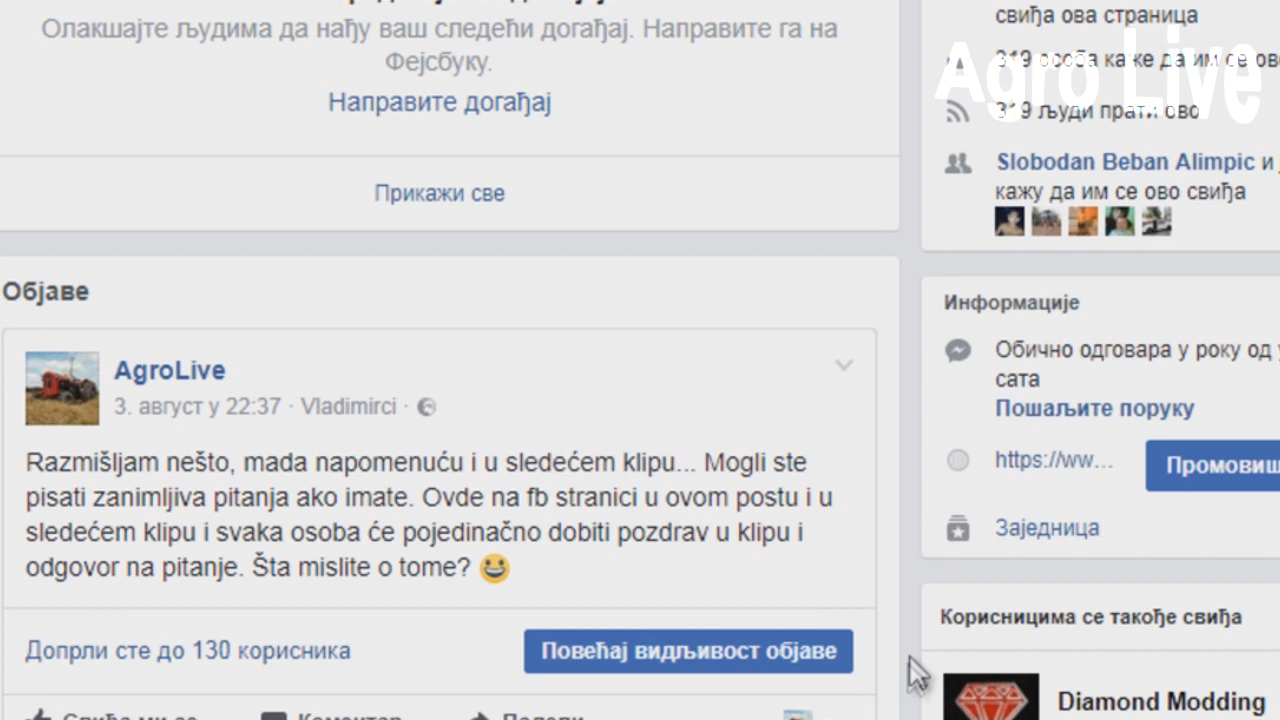 Олакшајте људима да нађу ваш следећи догађај. Направите га на
Фејсбуку.
Направите догађај
Прикажи све
Објаве
AgroLive
3. август у 22:37 · Vladimirci ·
Razmišljam nešto, mada napomenuću i u sledećem klipu... Mogli ste
pisati zanimljiva pitanja ako imate. Ovde na fb stranici u ovom postu i u
sledećem klipu i svaka osoba će pojedinačno dobiti pozdrav u klipu i
odgovor na pitanje. Šta mislite o tome? 😀
Допрли сте до 130 корисника
Повећај видљивост објаве
Свиђа ми се
Коментар
Подели
свиђа ова страница
319 особа каже да им се ов
319 људи прати ово
Agro Live
Slobodan Beban Alimpic и
кажу да им се ово свиђа
Информације
Обично одговара у року од
сата
Пошаљите поруку
https://ww...
Промовиш
Заједница
Корисницима се такође свиђа
Diamond Modding